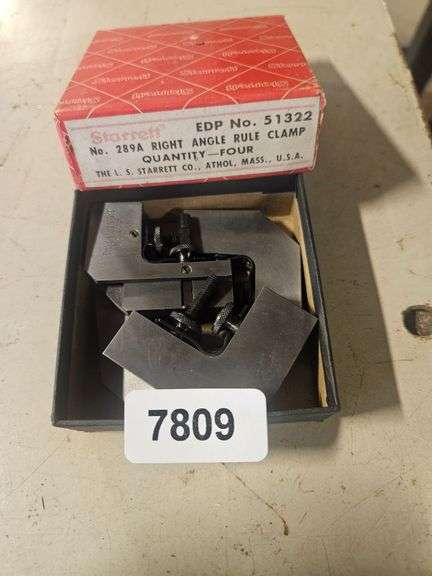 Starrett EDP No. 51322
No. 289A RIGHT ANGLE RULE CLAMP
QUANTITY—FOUR
THE L. S. STARRETT CO., ATHOL, MASS., U.S.A.
7809